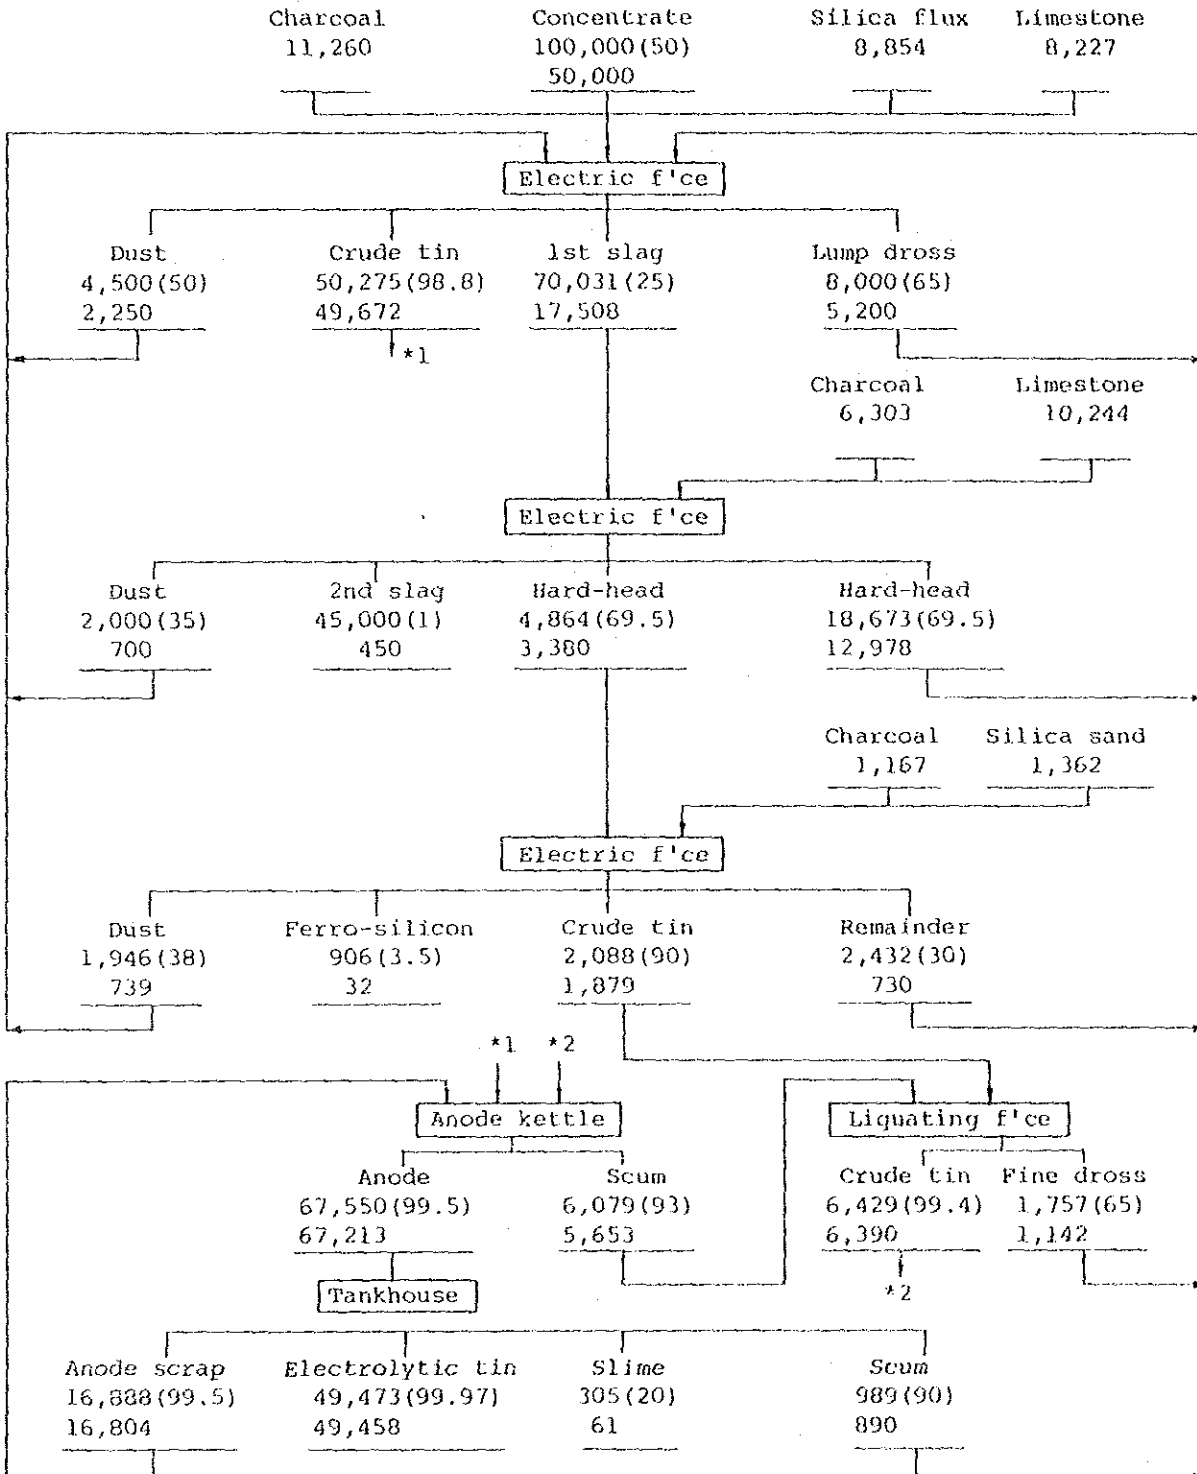 Charcoal Concentrate Silica flux Limestone
11,260 100,000(50) 8,854 8,227
50,000
Electric f'ce
Dust Crude tin 1st slag Lump dross
4,500(50) 50,275(98.8) 70,031(25) 8,000(65)
2,250 49,672 17,508 5,200
*1
Charcoal Limestone
6,303 10,244
Electric f'ce
Dust 2nd slag Hard-head Hard-head
2,000(35) 45,000(1) 4,864(69.5) 18,673(69.5)
700 450 3,380 12,978
Charcoal Silica sand
1,167 1,362
Electric f'ce
Dust Ferro-silicon Crude tin Remainder
1,946(38) 906(3.5) 2,088(90) 2,432(30)
739 32 1,879 730
*1 *2
Anode kettle Liquating f'ce
Anode Scum Crude tin Fine dross
67,550(99.5) 6,079(93) 6,429(99.4) 1,757(65)
67,213 5,653 6,390 1,142
Tankhouse *2
Anode scrap Electrolytic tin Slime Scum
16,888(99.5) 49,473(99.97) 305(20) 989(90)
16,804 49,458 61 890